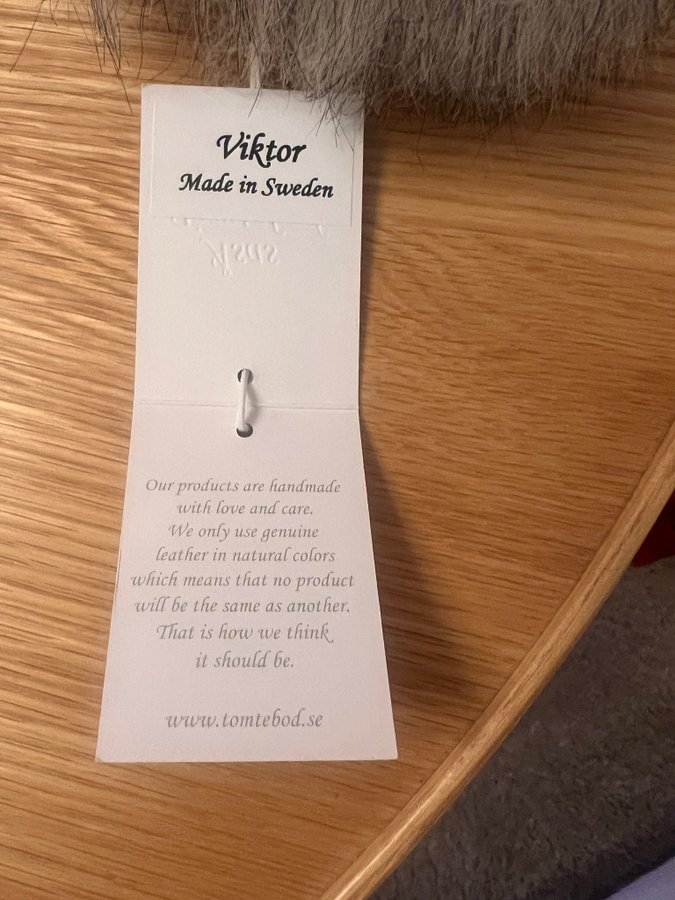 Viktor
Made in Sweden
Our products are handmade
with love and care.
We only use genuine
leather in natural colors
which means that no product
will be the same as another.
That is how we think
it should be.
www.tomtebod.se